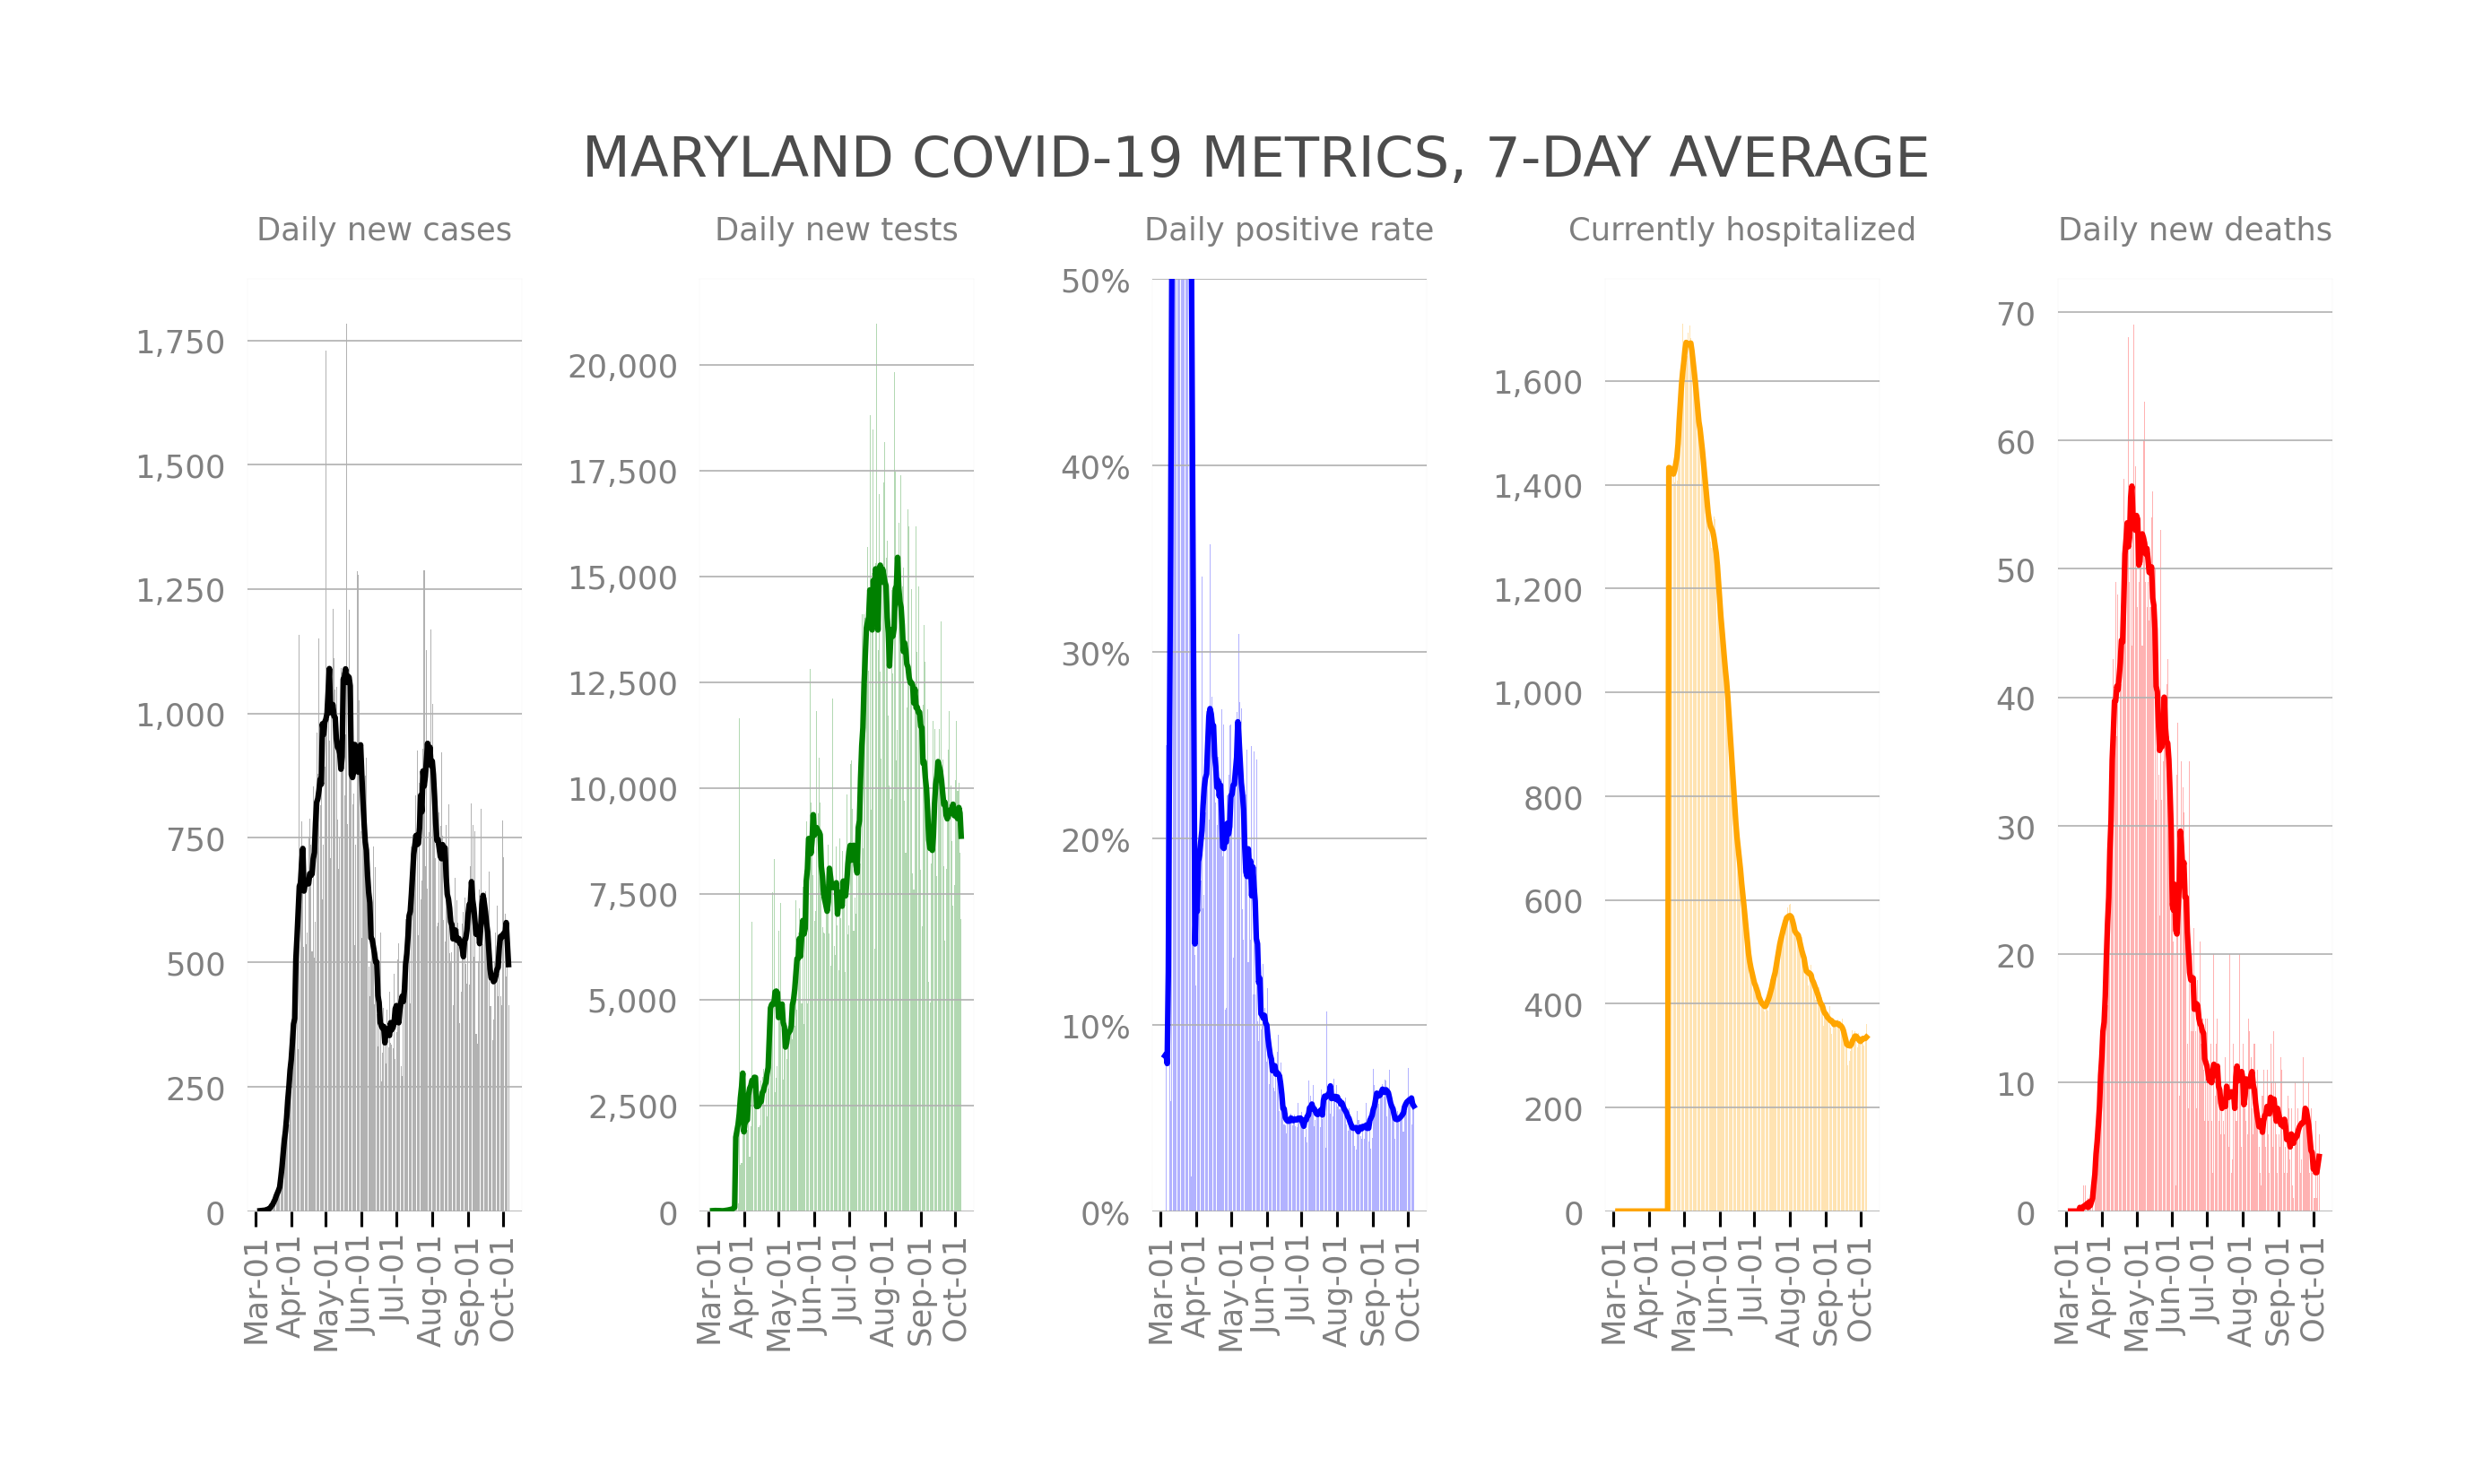 MARYLAND COVID-19 METRICS, 7-DAY AVERAGE
Daily new cases
1,750
1,500
1,250
1,000
750
500
250
0
Mar-01
Apr-01
May-01
Jun-01
Jul-01
Aug-01
Sep-01
Oct-01
Daily new tests
20,000
17,500
15,000
12,500
10,000
7,500
5,000
2,500
0
Mar-01
Apr-01
May-01
Jun-01
Jul-01
Aug-01
Sep-01
Oct-01
Daily positive rate
50%
40%
30%
20%
10%
0%
Mar-01
Apr-01
May-01
Jun-01
Jul-01
Aug-01
Sep-01
Oct-01
Currently hospitalized
1,600
1,400
1,200
1,000
800
600
400
200
0
Mar-01
Apr-01
May-01
Jun-01
Jul-01
Aug-01
Sep-01
Oct-01
Daily new deaths
70
60
50
40
30
20
10
0
Mar-01
Apr-01
May-01
Jun-01
Jul-01
Aug-01
Sep-01
Oct-01